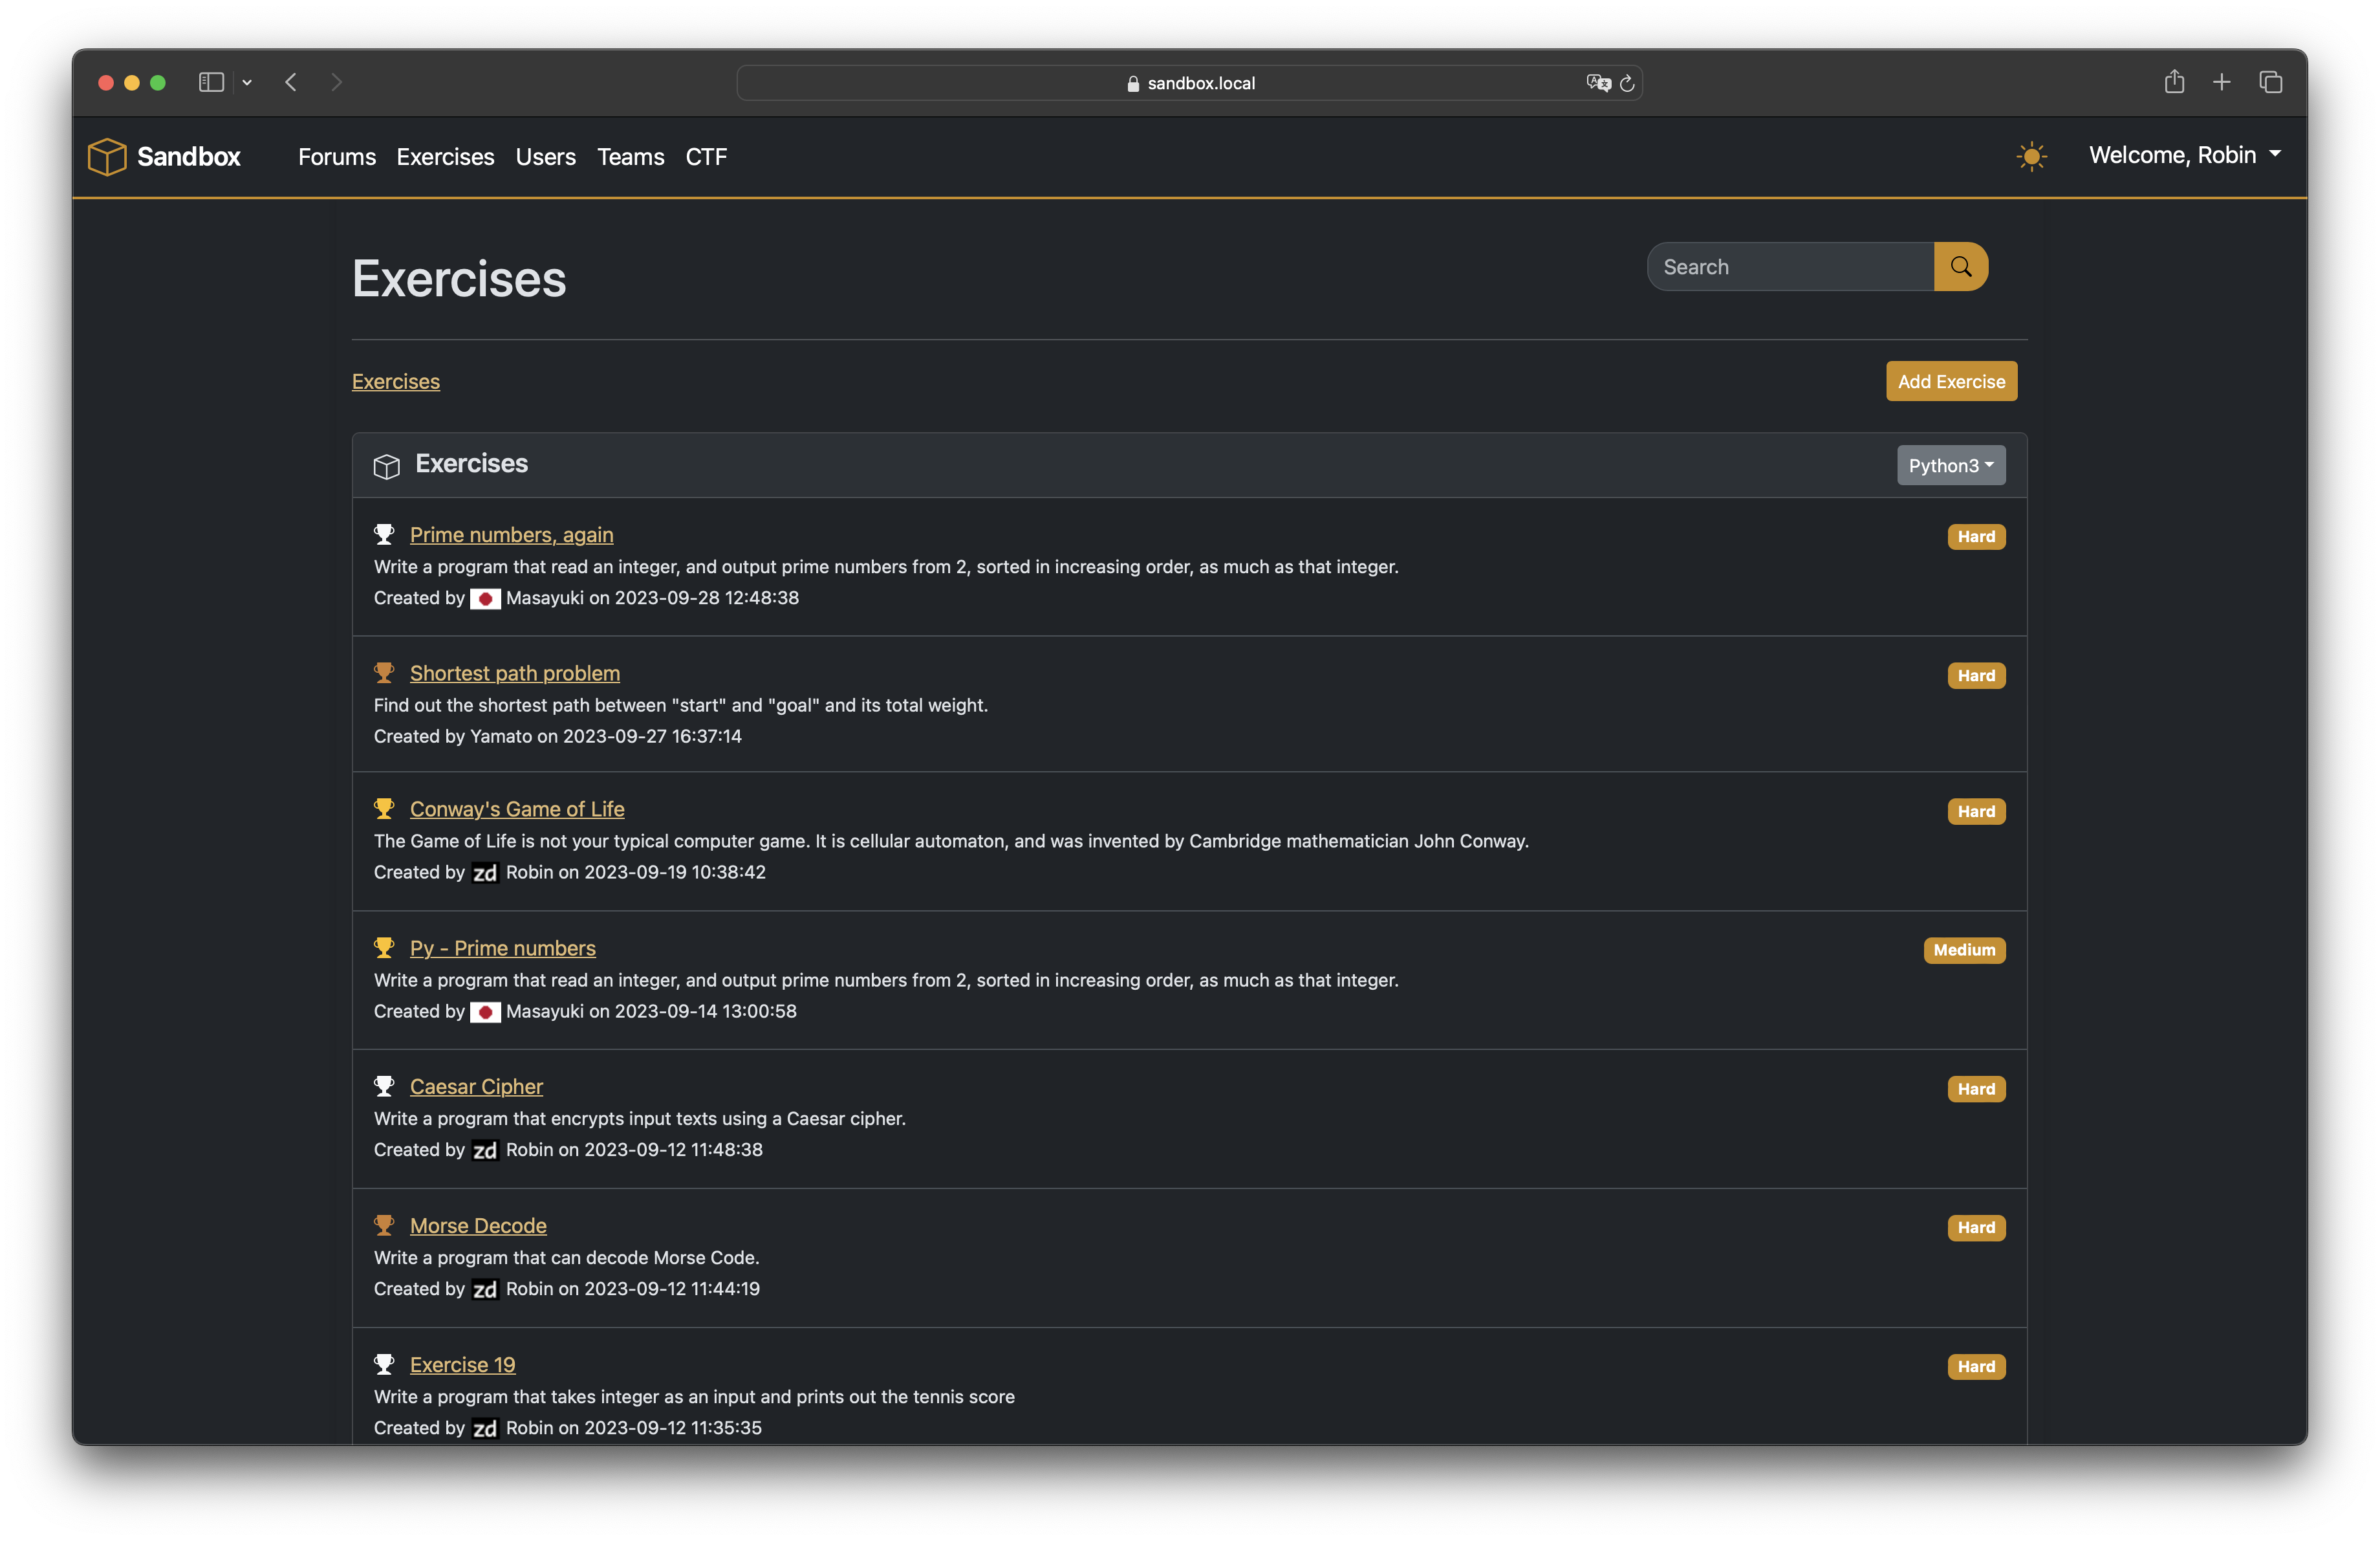 sandbox.local
Sandbox
Forums Exercises Users Teams CTF
Welcome, Robin
Exercises
Search
Exercises
Add Exercise
Exercises
Python3
Prime numbers, again
Hard
Write a program that read an integer, and output prime numbers from 2, sorted in increasing order, as much as that integer.
Created by Masayuki on 2023-09-28 12:48:38
Shortest path problem
Hard
Find out the shortest path between "start" and "goal" and its total weight.
Created by Yamato on 2023-09-27 16:37:14
Conway's Game of Life
Hard
The Game of Life is not your typical computer game. It is cellular automaton, and was invented by Cambridge mathematician John Conway.
Created by zd Robin on 2023-09-19 10:38:42
Py - Prime numbers
Medium
Write a program that read an integer, and output prime numbers from 2, sorted in increasing order, as much as that integer.
Created by Masayuki on 2023-09-14 13:00:58
Caesar Cipher
Hard
Write a program that encrypts input texts using a Caesar cipher.
Created by zd Robin on 2023-09-12 11:48:38
Morse Decode
Hard
Write a program that can decode Morse Code.
Created by zd Robin on 2023-09-12 11:44:19
Exercise 19
Hard
Write a program that takes integer as an input and prints out the tennis score
Created by zd Robin on 2023-09-12 11:35:35